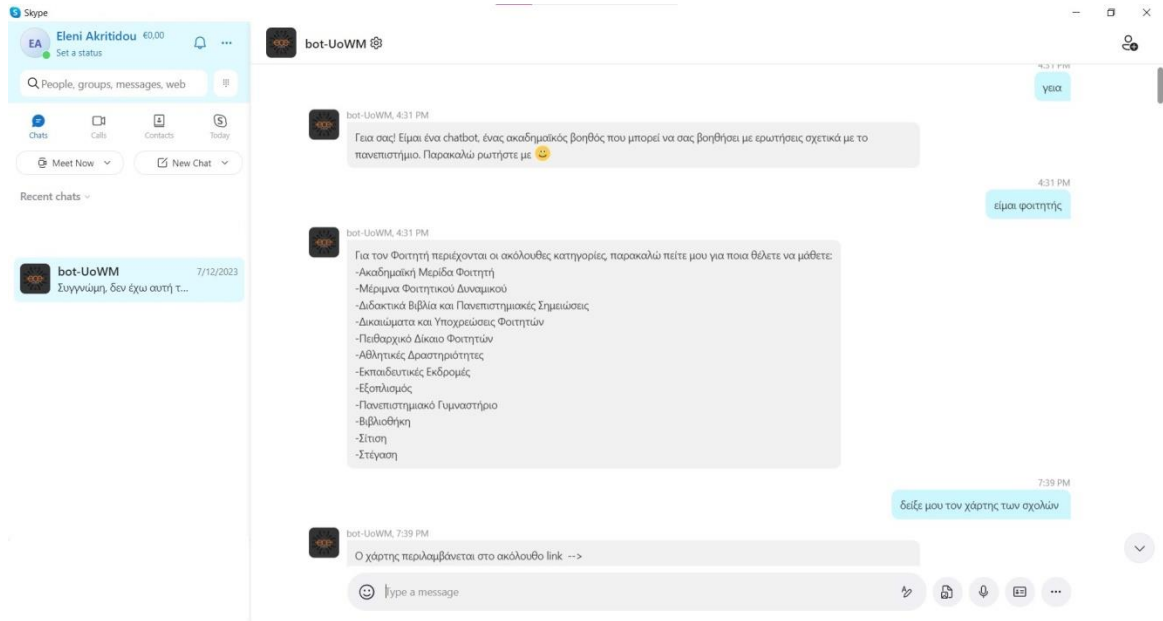 Skype
EA
Eleni Akritidou €0,00
Set a status
People, groups, messages, web
Chats
Calls
Contacts
Today
Meet Now
New Chat
Recent chats
bot-UoWM 7/12/2023
Συγγνώμη, δεν έχω αυτή τ...
bot-UoWM
4:31 PM
γεια
bot-UoWM, 4:31 PM
Γεια σας! Είμαι ένα chatbot, ένας ακαδημαϊκός βοηθός που μπορεί να σας βοηθήσει με ερωτήσεις σχετικά με το
πανεπιστήμιο. Παρακαλώ ρωτήστε με
4:31 PM
είμαι φοιτητής
bot-UoWM, 4:31 PM
Για τον Φοιτητή περιέχονται οι ακόλουθες κατηγορίες, παρακαλώ πείτε μου για ποια θέλετε να μάθετε:
-Ακαδημαϊκή Μερίδα Φοιτητή
-Μέριμνα Φοιτητικού Δυναμικού
-Διδακτικά Βιβλία και Πανεπιστημιακές Σημειώσεις
-Δικαιώματα και Υποχρεώσεις Φοιτητών
-Πειθαρχικό Δίκαιο Φοιτητών
-Αθλητικές Δραστηριότητες
-Εκπαιδευτικές Εκδρομές
-Εξοπλισμός
-Πανεπιστημιακό Γυμναστήριο
-Βιβλιοθήκη
-Σίτιση
-Στέγαση
7:39 PM
δείξε μου τον χάρτης των σχολών
bot-UoWM, 7:39 PM
Ο χάρτης περιλαμβάνεται στο ακόλουθο link -->
Type a message